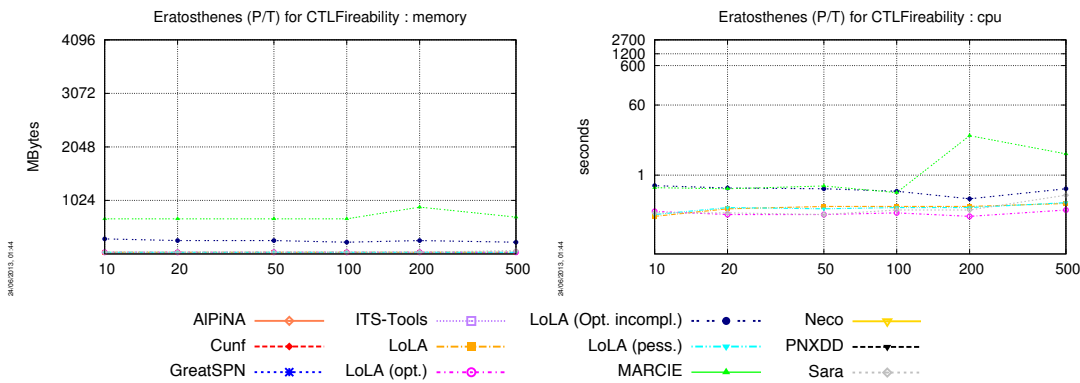 Eratosthenes (P/T) for CTLFireability : memory
4096
3072
2048
1024
MBytes
10 20 50 100 200 500
24/06/2013, 01:44
Eratosthenes (P/T) for CTLFireability : cpu
2700
1200
600
60
1
seconds
10 20 50 100 200 500
24/06/2013, 01:44
AlPiNA ITS-Tools LoLA (Opt. incompl.) Neco
Cunf LoLA LoLA (pess.) PNXDD
GreatSPN LoLA (opt.) MARCIE Sara